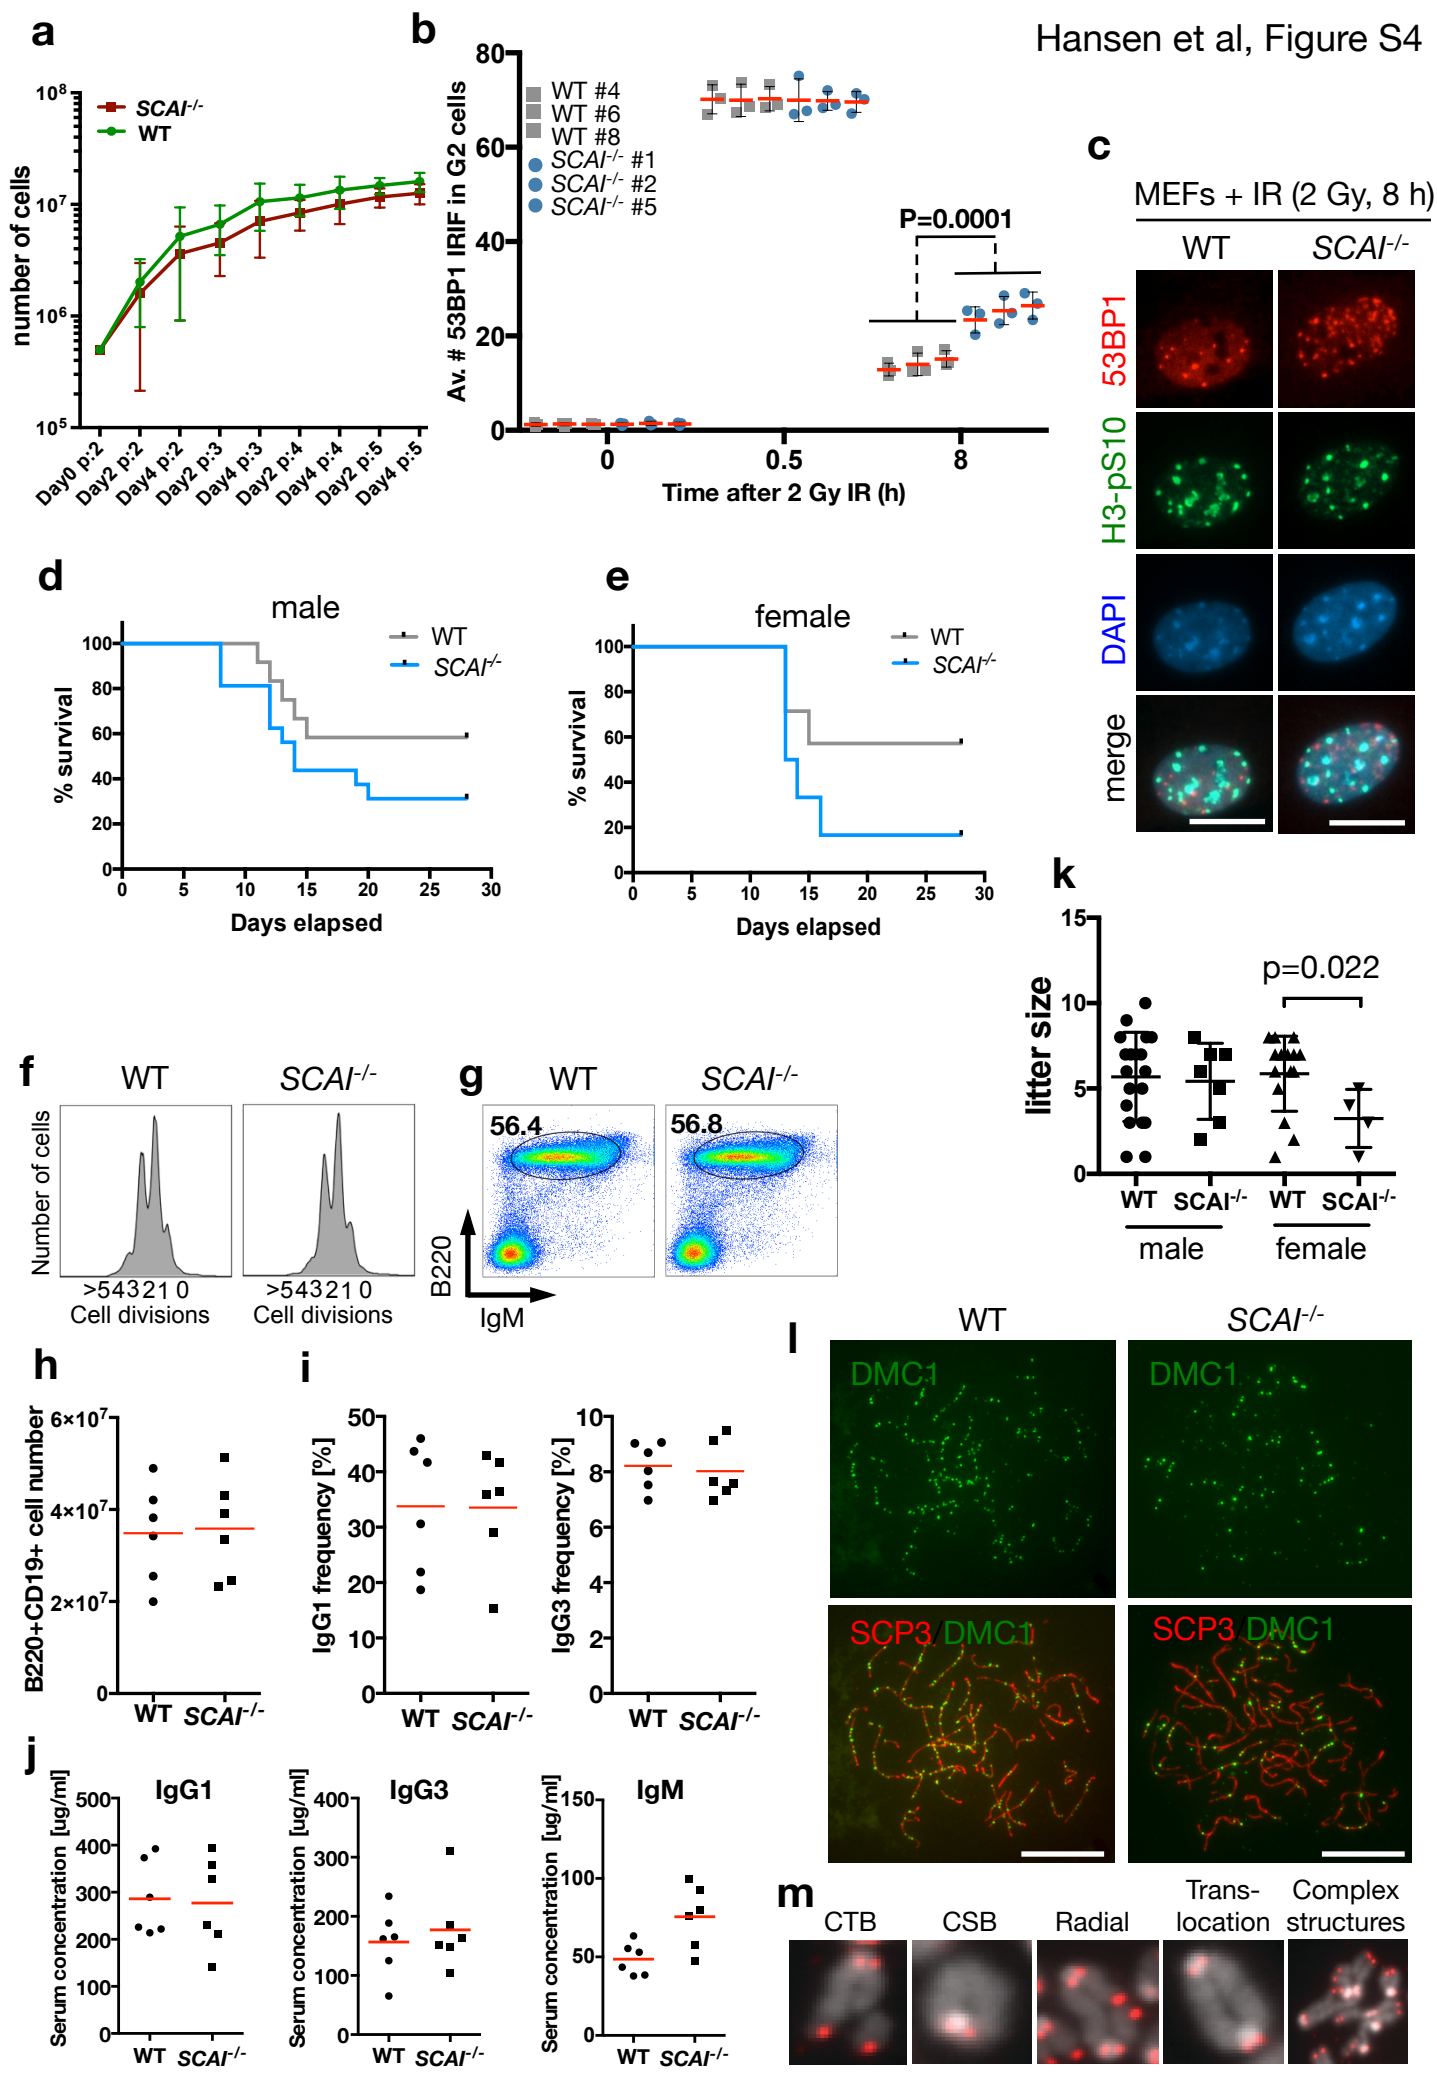 Hansen et al, Figure S4
a
number of cells
10⁸
10⁷
10⁶
10⁵
SCAI-/-
WT
Day0 p:2
Day2 p:2
Day4 p:2
Day2 p:3
Day4 p:3
Day2 p:4
Day4 p:4
Day2 p:5
Day4 p:5
b
Av. # 53BP1 IRIF in G2 cells
80
60
40
20
0
WT #4
WT #6
WT #8
SCAI-/- #1
SCAI-/- #2
SCAI-/- #5
P=0.0001
0 0.5 8
Time after 2 Gy IR (h)
c
MEFs + IR (2 Gy, 8 h)
WT SCAI-/-
53BP1
H3-pS10
DAPI
merge
d
male
WT
SCAI-/-
% survival
100
80
60
40
20
0
0 5 10 15 20 25 30
Days elapsed
e
female
WT
SCAI-/-
% survival
100
80
60
40
20
0
0 5 10 15 20 25 30
Days elapsed
f
WT SCAI-/-
Number of cells
>543210 >543210
Cell divisions Cell divisions
g
WT SCAI-/-
56.4 56.8
B220
IgM
h
B220+CD19+ cell number
6×10⁷
4×10⁷
2×10⁷
0
WT SCAI-/-
i
IgG1 frequency [%]
50
40
30
20
10
0
WT SCAI-/-
IgG3 frequency [%]
10
8
6
4
2
0
WT SCAI-/-
j
IgG1
Serum concentration [ug/ml]
500
400
300
200
100
0
WT SCAI-/-
IgG3
Serum concentration [ug/ml]
400
300
200
100
0
WT SCAI-/-
IgM
Serum concentration [ug/ml]
150
100
50
0
WT SCAI-/-
k
litter size
15
10
5
0
p=0.022
WT SCAI-/- WT SCAI-/-
male female
l
WT SCAI-/-
DMC1 DMC1
SCP3/DMC1 SCP3/DMC1
m
CTB
CSB
Radial
Trans-
location
Complex
structures